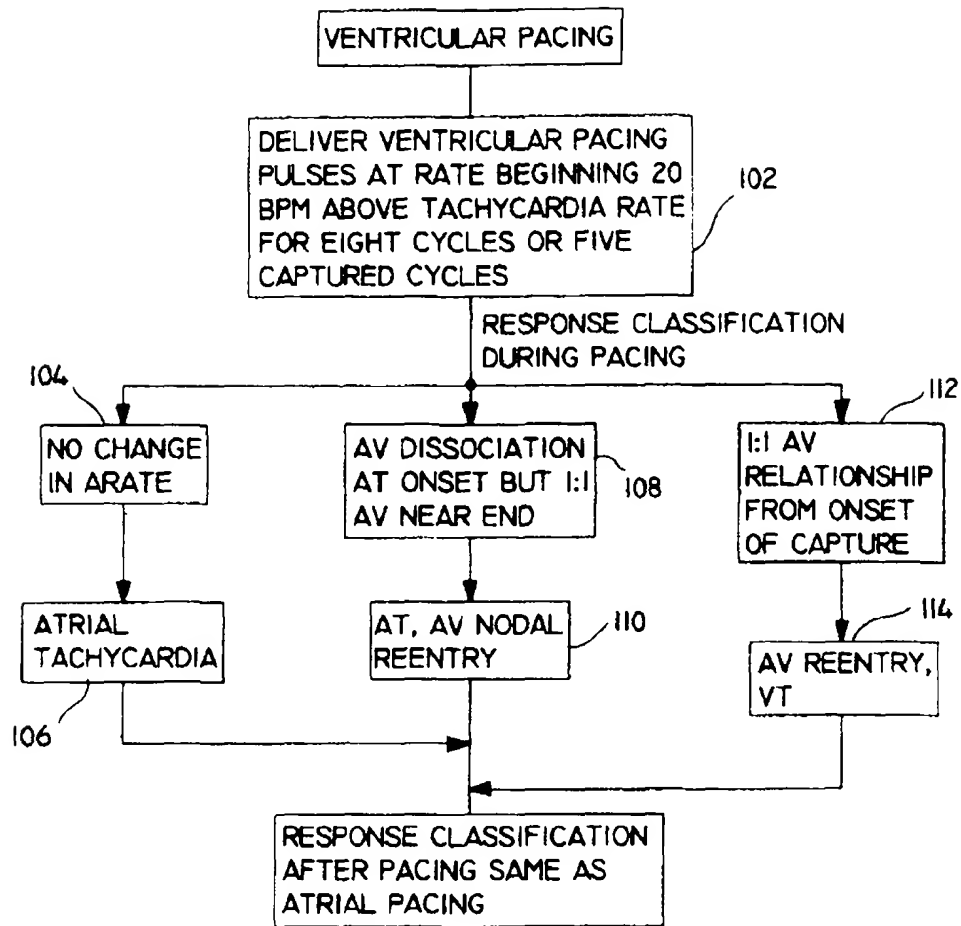 VENTRICULAR PACING
DELIVER VENTRICULAR PACING
PULSES AT RATE BEGINNING 20
BPM ABOVE TACHYCARDIA RATE
FOR EIGHT CYCLES OR FIVE
CAPTURED CYCLES
102
RESPONSE CLASSIFICATION
DURING PACING
104
NO CHANGE
IN ARATE
AV DISSOCIATION
AT ONSET BUT 1:1
AV NEAR END
108
112
1:1 AV
RELATIONSHIP
FROM ONSET
OF CAPTURE
ATRIAL
TACHYCARDIA
106
AT, AV NODAL
REENTRY
110
114
AV REENTRY,
VT
RESPONSE CLASSIFICATION
AFTER PACING SAME AS
ATRIAL PACING